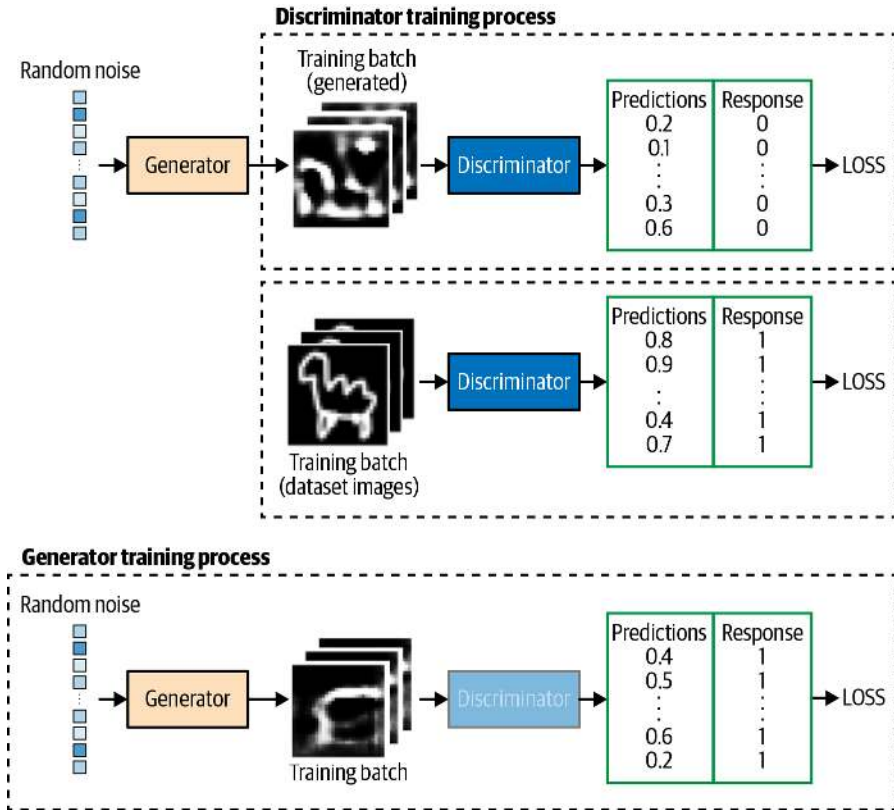 Discriminator training process
Random noise
Training batch
(generated)
Generator
Discriminator
Predictions Response
0.2 0
0.1 0
0.3 0
0.6 0
LOSS
Training batch
(dataset images)
Discriminator
Predictions Response
0.8 1
0.9 1
0.4 1
0.7 1
LOSS
Generator training process
Random noise
Generator
Training batch
Discriminator
Predictions Response
0.4 1
0.5 1
0.6 1
0.2 1
LOSS